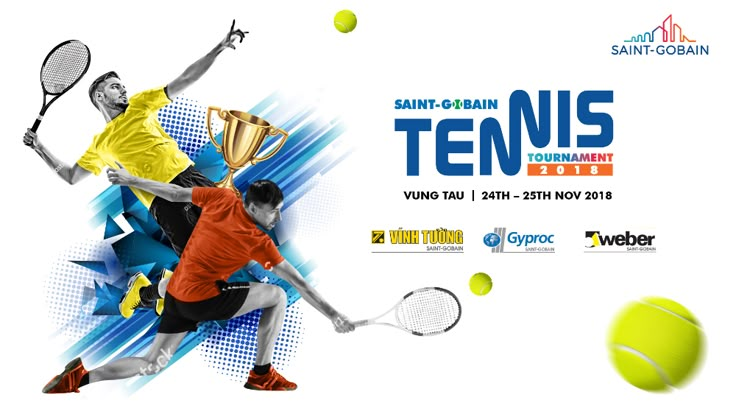 SAINT-GOBAIN
SAINT-GOBAIN
TENNIS
TOURNAMENT
2018
VUNG TAU | 24TH – 25TH NOV 2018
VĨNH TƯỜNG
SAINT-GOBAIN
Gyproc
SAINT-GOBAIN
weber
SAINT-GOBAIN